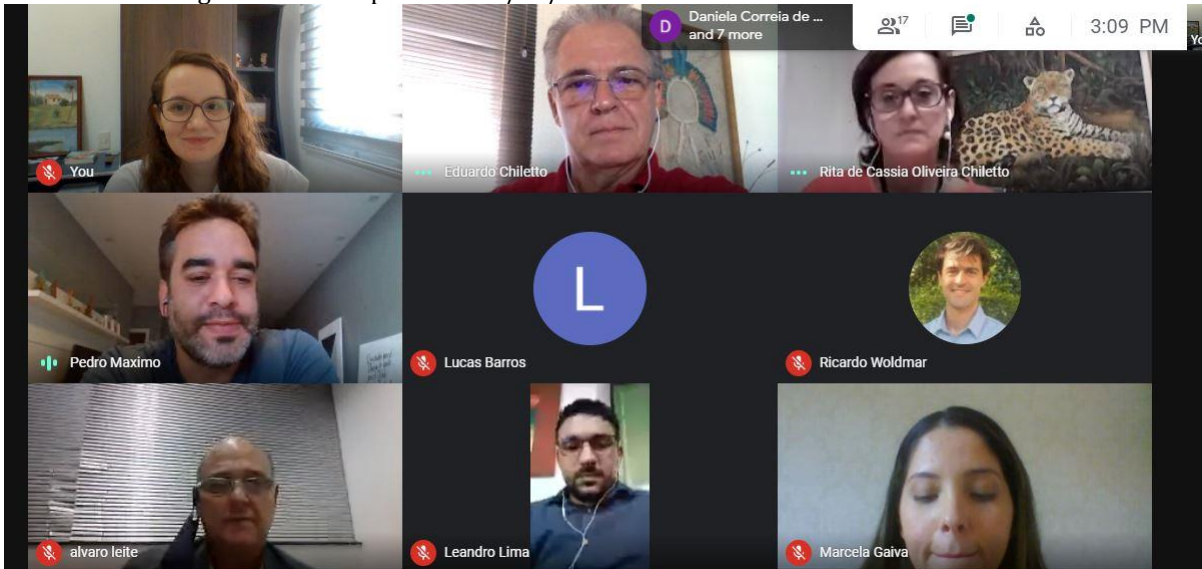 D
Daniela Correia de ...
and 7 more
17
3:09 PM
You
Eduardo Chiletto
Rita de Cassia Oliveira Chiletto
Pedro Maximo
L
Lucas Barros
Ricardo Woldmar
alvaro leite
Leandro Lima
Marcela Gaiva